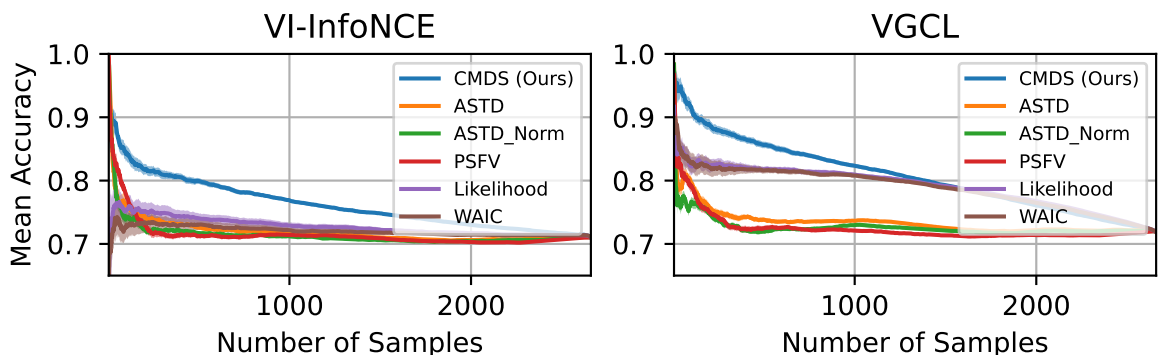 VI-InfoNCE
Mean Accuracy
1.0
0.9
0.8
0.7
CMDS (Ours)
ASTD
ASTD_Norm
PSFV
Likelihood
WAIC
1000
2000
Number of Samples
VGCL
1.0
0.9
0.8
0.7
CMDS (Ours)
ASTD
ASTD_Norm
PSFV
Likelihood
WAIC
1000
2000
Number of Samples